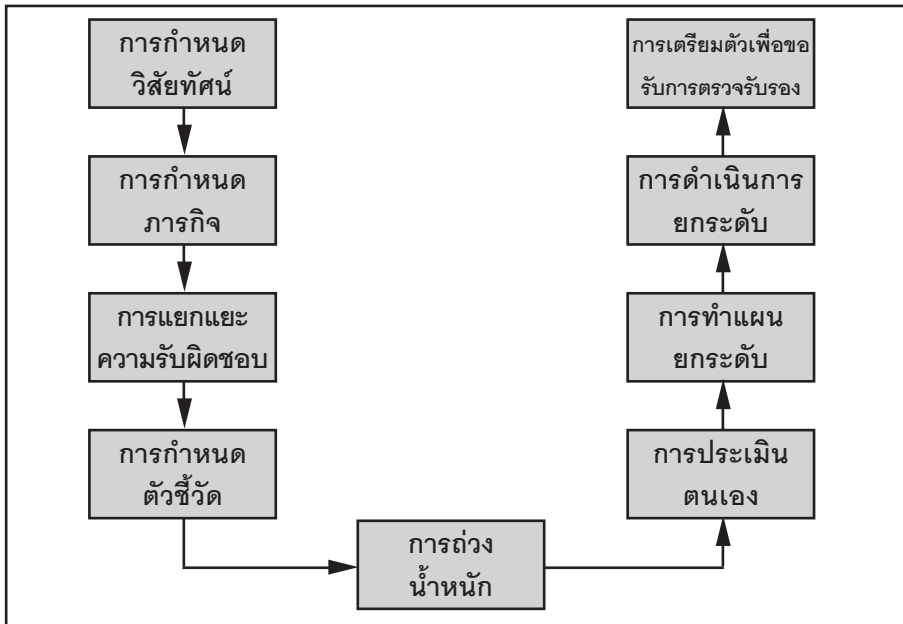 การกำหนด
วิสัยทัศน์
การกำหนด
ภารกิจ
การแยกแยะ
ความรับผิดชอบ
การกำหนด
ตัวชี้วัด
การถ่วง
น้ำหนัก
การประเมิน
ตนเอง
การทำแผน
ยกระดับ
การดำเนินการ
ยกระดับ
การเตรียมตัวเพื่อขอ
รับการตรวจรับรอง